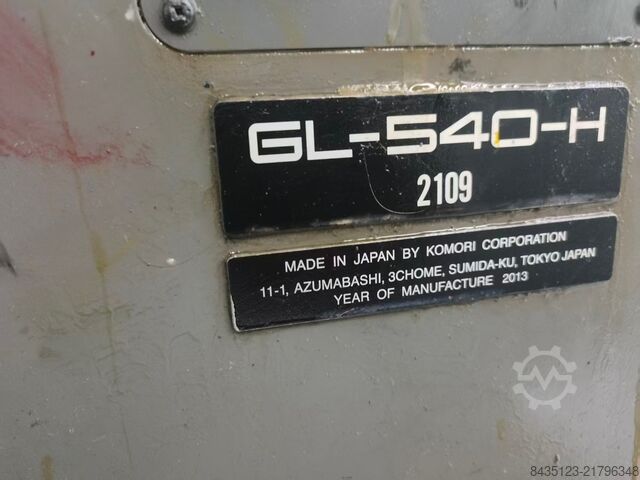 GL-540-H
2109
MADE IN JAPAN BY KOMORI CORPORATION
11-1, AZUMABASHI, 3CHOME, SUMIDA-KU, TOKYO JAPAN
YEAR OF MANUFACTURE 2013
8435123-21796348